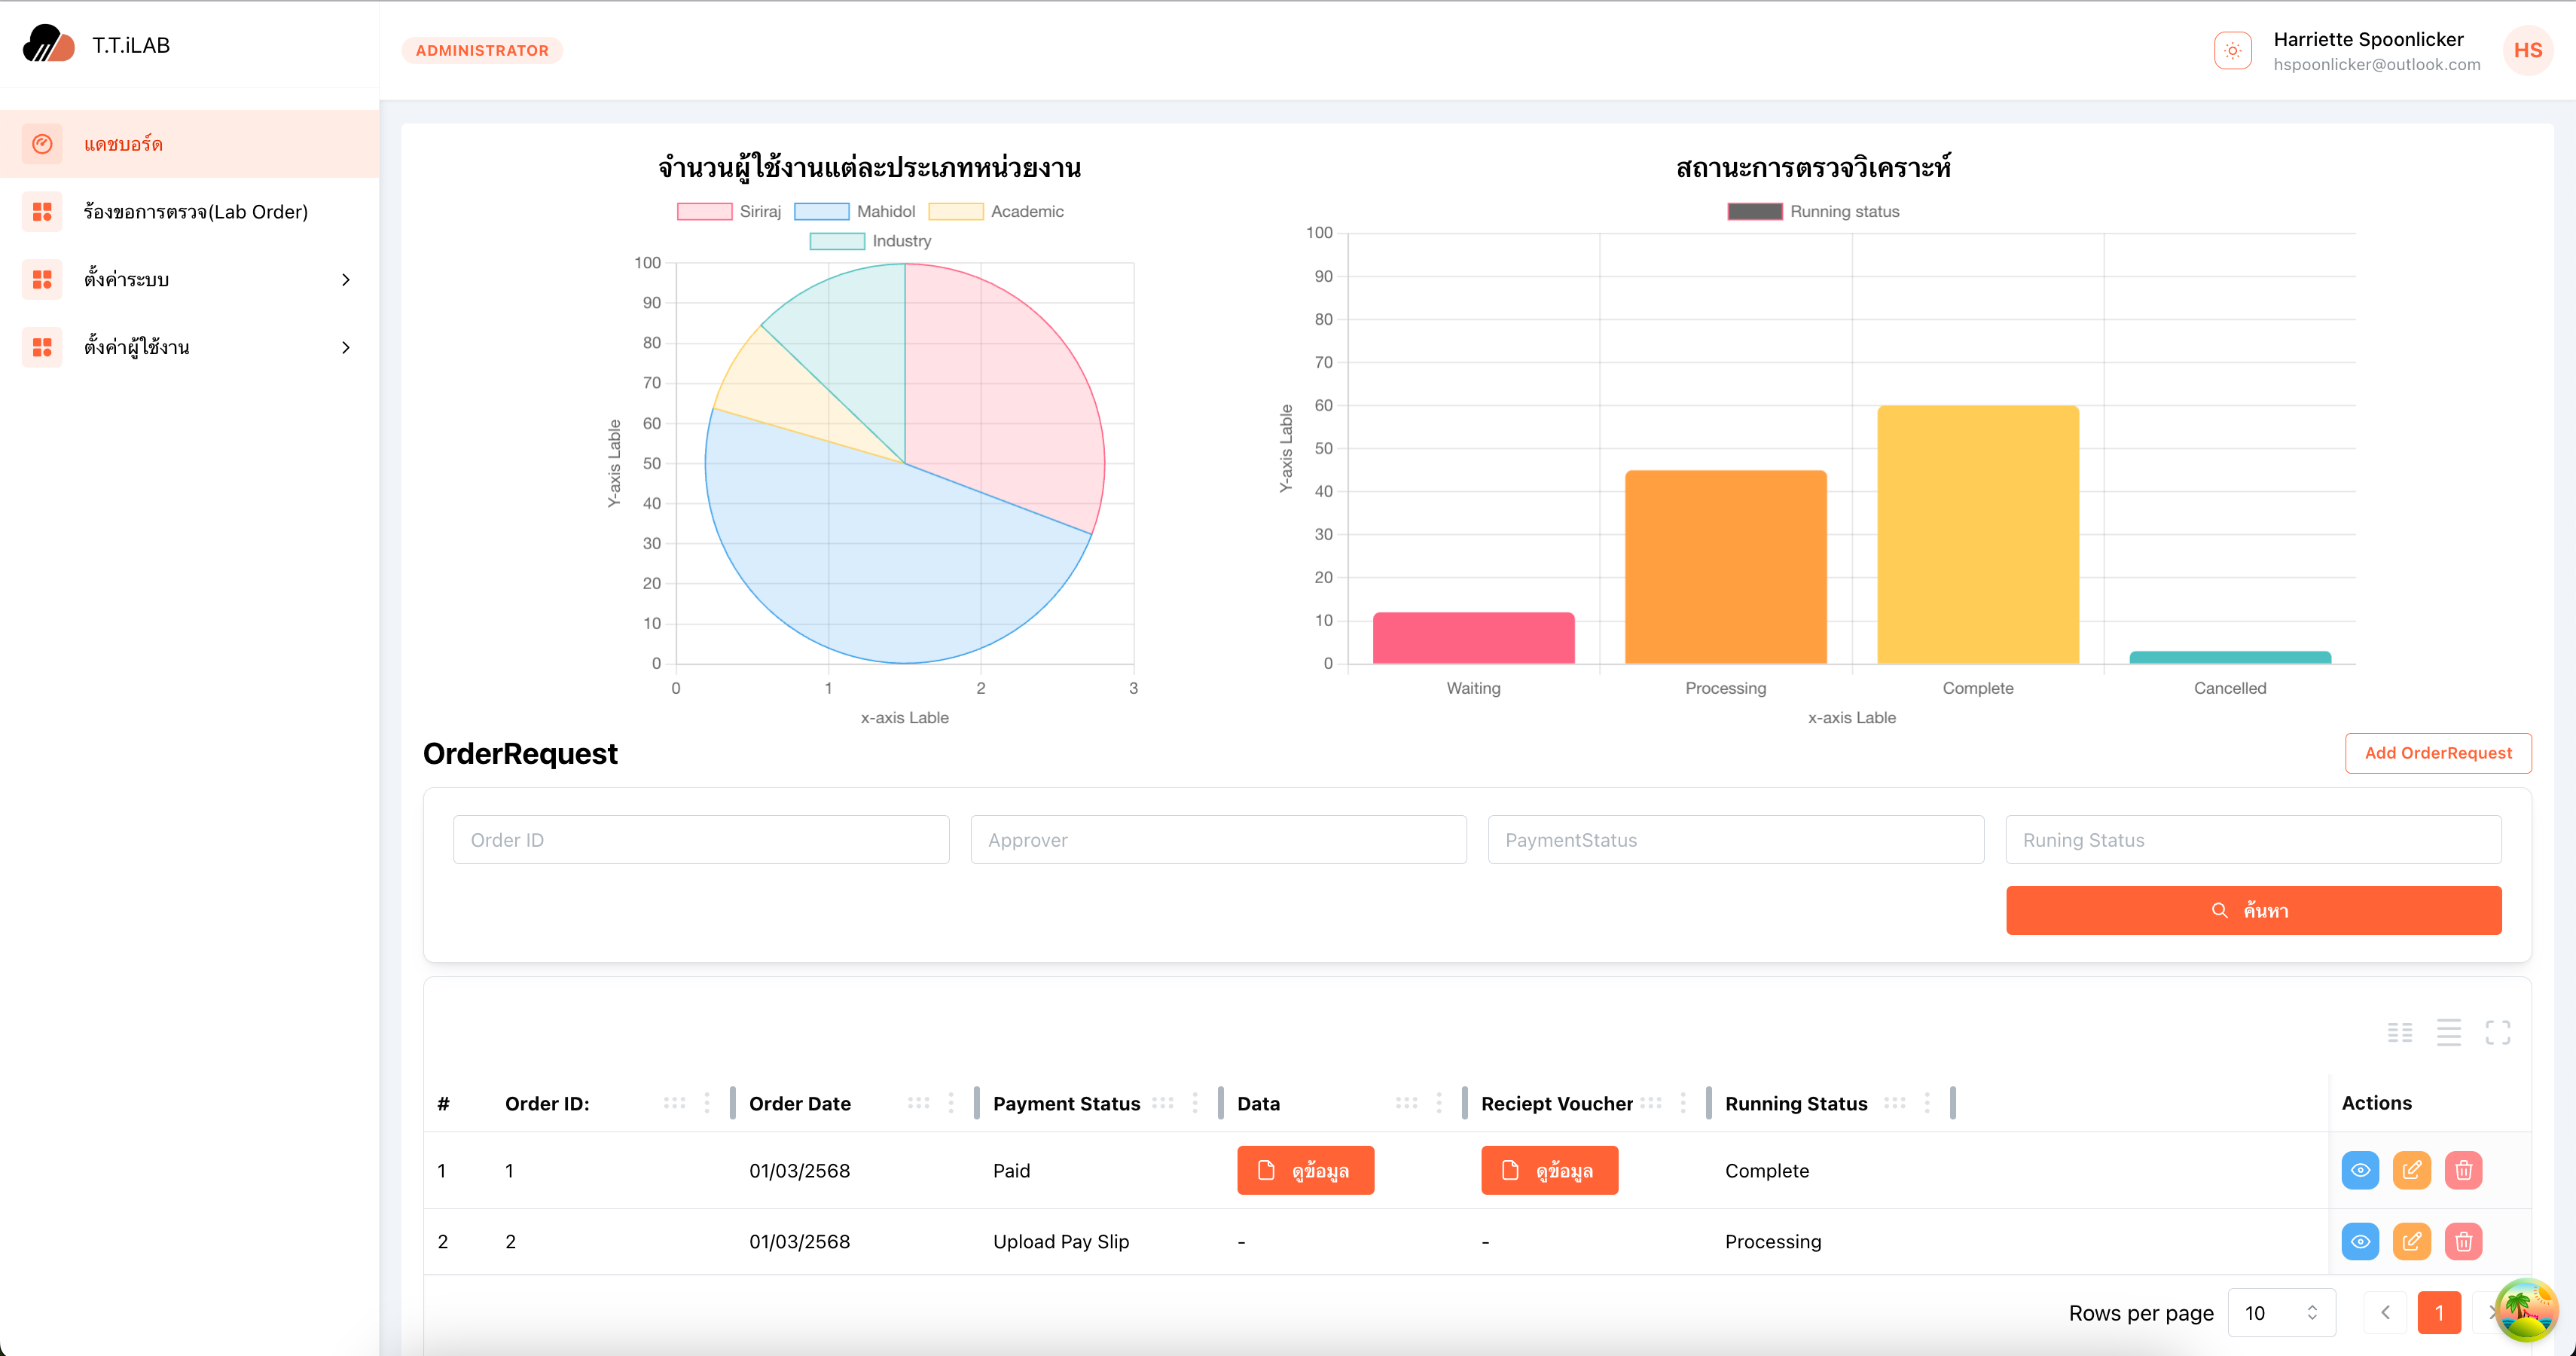 T.T.iLAB
ADMINISTRATOR
Harriette Spoonlicker
hspoonlicker@outlook.com
HS
แดชบอร์ด
ร้องขอการตรวจ(Lab Order)
ตั้งค่าระบบ
ตั้งค่าผู้ใช้งาน
จำนวนผู้ใช้งานแต่ละประเภทหน่วยงาน
Siriraj Mahidol Academic
Industry
100
90
80
70
60
50
40
30
20
10
0
Y-axis Lable
0 1 2 3
x-axis Lable
สถานะการตรวจวิเคราะห์
Running status
100
90
80
70
60
50
40
30
20
10
0
Y-axis Lable
Waiting Processing Complete Cancelled
x-axis Lable
OrderRequest
Add OrderRequest
Order ID Approver PaymentStatus Runing Status
ค้นหา
# Order ID: Order Date Payment Status Data Reciept Voucher Running Status Actions
1 1 01/03/2568 Paid ดูข้อมูล ดูข้อมูล Complete
2 2 01/03/2568 Upload Pay Slip - - Processing
Rows per page 10 1